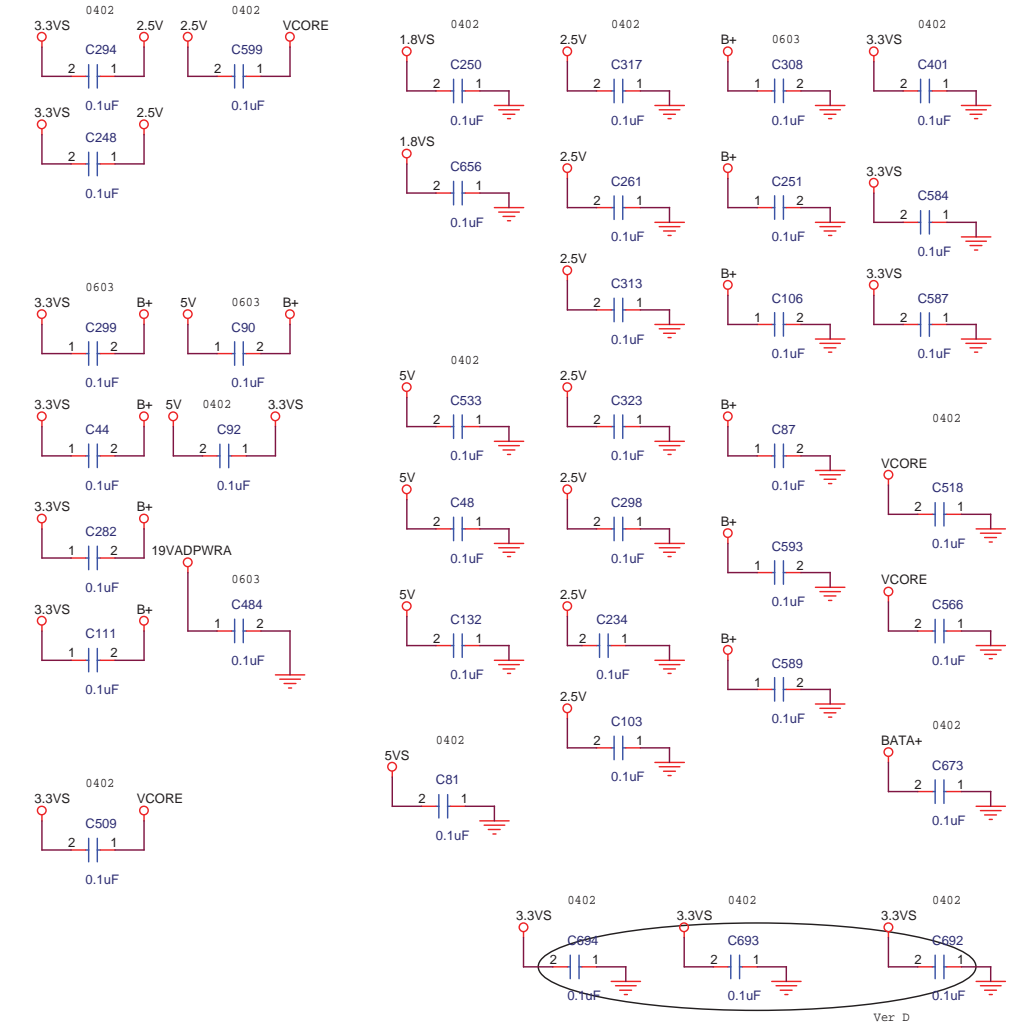 0402
3.3VS 2.5V 2.5V VCORE
C294 C599
2 1 2 1
0.1uF 0.1uF
3.3VS 2.5V
C248
2 1
0.1uF
0603
3.3VS B+ 5V 0603 B+
C299 C90
1 2 1 2
0.1uF 0.1uF
3.3VS B+ 5V 0402 3.3VS
C44 C92
1 2 2 1
0.1uF 0.1uF
3.3VS B+
C282
1 2
0.1uF
19VADPWRA
0603
C484
1 2
0.1uF
3.3VS B+
C111
1 2
0.1uF
0402
3.3VS VCORE
C509
2 1
0.1uF
0402
1.8VS
C250
2 1
0.1uF
1.8VS
C656
2 1
0.1uF
0402
5V
C533
2 1
0.1uF
5V
C48
2 1
0.1uF
5V
C132
2 1
0.1uF
0402
5VS
C81
2 1
0.1uF
0402
2.5V
C317
2 1
0.1uF
2.5V
C261
2 1
0.1uF
2.5V
C313
2 1
0.1uF
2.5V
C323
2 1
0.1uF
2.5V
C298
2 1
0.1uF
2.5V
C234
2 1
0.1uF
2.5V
C103
2 1
0.1uF
B+ 0603
C308
1 2
0.1uF
B+
C251
1 2
0.1uF
B+
C106
1 2
0.1uF
B+
C87
1 2
0.1uF
B+
C593
1 2
0.1uF
B+
C589
1 2
0.1uF
0402
3.3VS
C401
2 1
0.1uF
3.3VS
C584
2 1
0.1uF
3.3VS
C587
2 1
0.1uF
0402
VCORE
C518
2 1
0.1uF
VCORE
C566
2 1
0.1uF
0402
BATA+
C673
2 1
0.1uF
0402 0402 0402
3.3VS 3.3VS 3.3VS
C694 C693 C692
2 1 2 1 2 1
0.1uF 0.1uF 0.1uF
Ver D